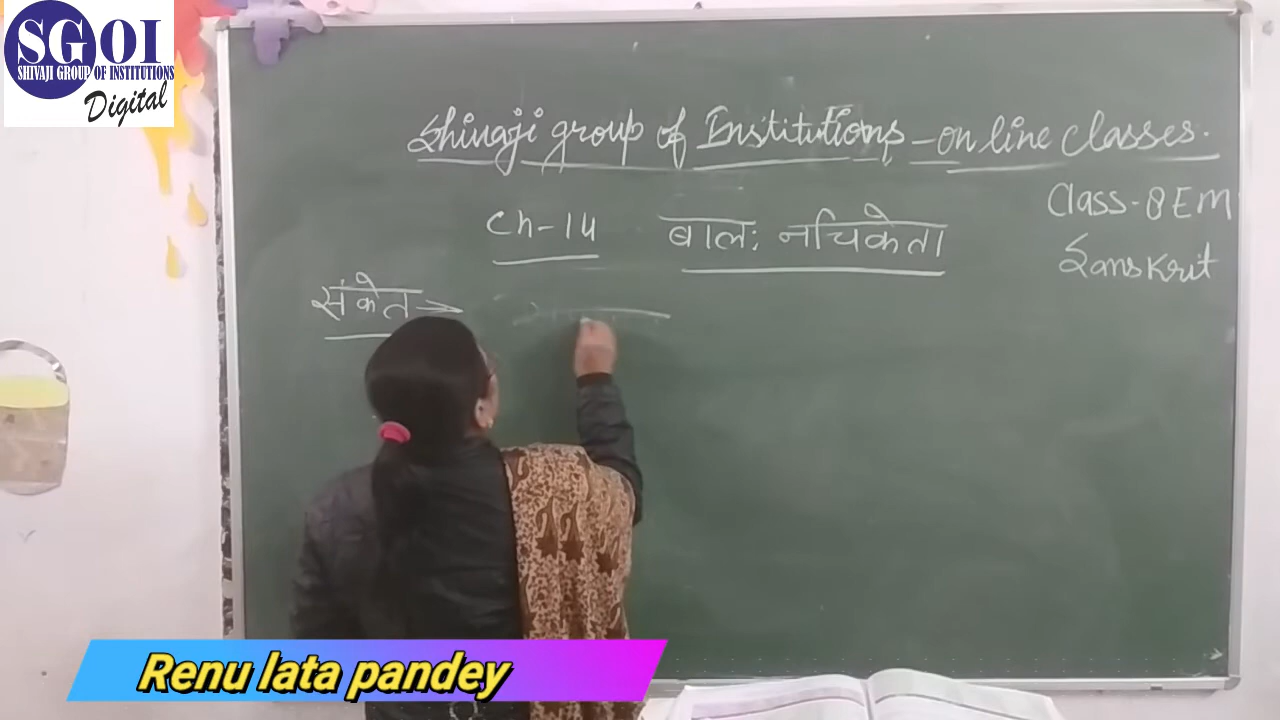 SGOI
SHIVAJI GROUP OF INSTITUTIONS
Digital
Shivaji group of Institutions - on line classes.
Class-8 EM
Ch-14 बालः नचिकेता
Sanskrit
संकेत →
Renu lata pandey